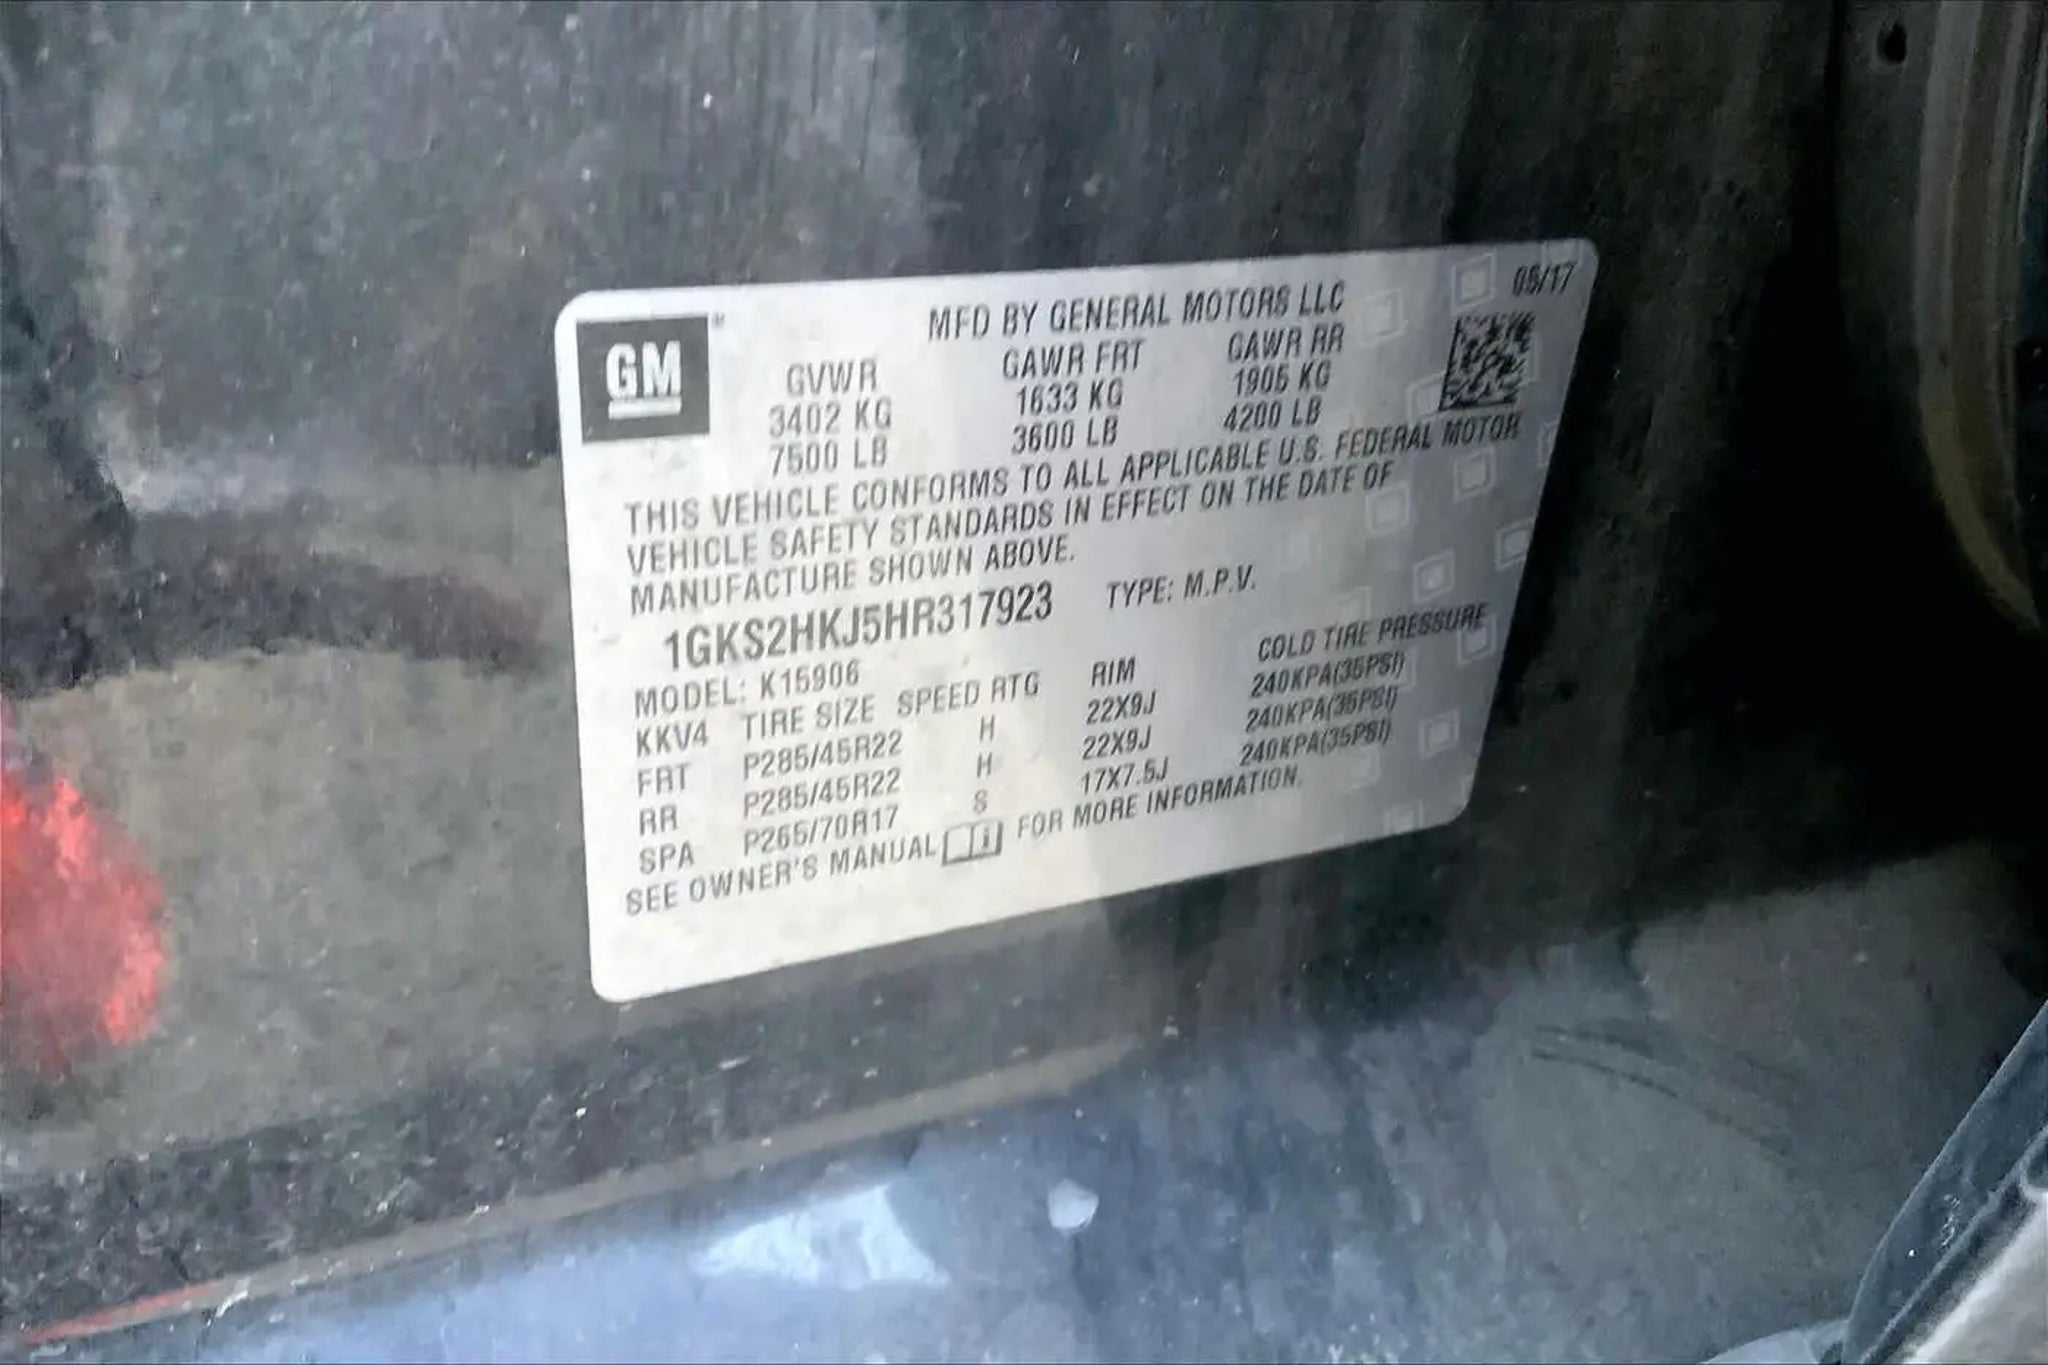 05/17
MFD BY GENERAL MOTORS LLC
GM
GVWR GAWR FRT GAWR RR
3402 KG 1633 KG 1905 KG
7500 LB 3600 LB 4200 LB
THIS VEHICLE CONFORMS TO ALL APPLICABLE U.S. FEDERAL MOTOR
VEHICLE SAFETY STANDARDS IN EFFECT ON THE DATE OF
MANUFACTURE SHOWN ABOVE.
1GKS2HKJ5HR317923 TYPE: M.P.V.
MODEL: K15906
KKV4 TIRE SIZE SPEED RTG RIM COLD TIRE PRESSURE
FRT P285/45R22 H 22X9J 240KPA(35PSI)
RR P285/45R22 H 22X9J 240KPA(35PSI)
SPA P265/70R17 S 17X7.5J 240KPA(35PSI)
SEE OWNER'S MANUAL FOR MORE INFORMATION.